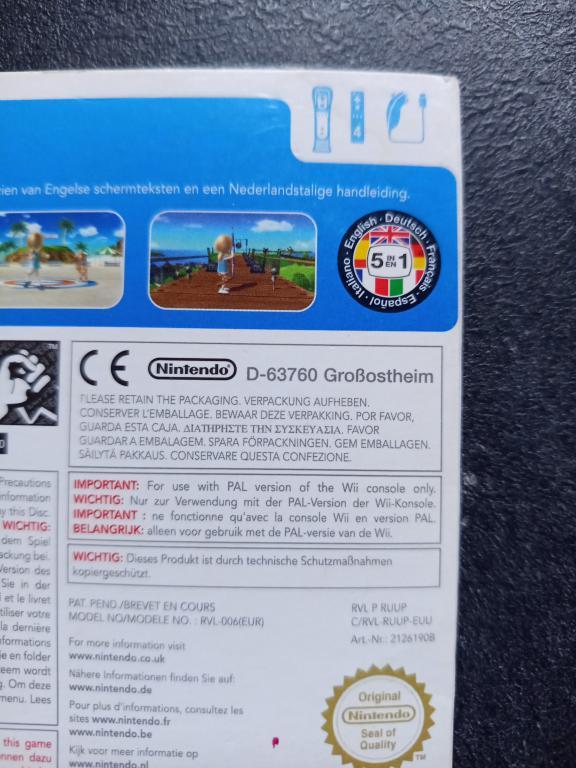 4
ien van Engelse schermteksten en een Nederlandstalige handleiding.
English · Deutsch · Français · Español · Italiano ·
5 IN EN 1
TM
CE Nintendo® D-63760 Großostheim
PLEASE RETAIN THE PACKAGING. VERPACKUNG AUFHEBEN.
CONSERVER L'EMBALLAGE. BEWAAR DEZE VERPAKKING. POR FAVOR,
GUARDA ESTA CAJA. ΔΙΑΤΗΡΗΣΤΕ ΤΗΝ ΣΥΣΚΕΥΑΣΙΑ. FAVOR
GUARDAR A EMBALAGEM. SPARA FÖRPACKNINGEN. GEM EMBALLAGEN.
SÄILYTÄ PAKKAUS. CONSERVARE QUESTA CONFEZIONE.
IMPORTANT: For use with PAL version of the Wii console only.
WICHTIG: Nur zur Verwendung mit der PAL-Version der Wii-Konsole.
IMPORTANT : ne fonctionne qu'avec la console Wii en version PAL.
BELANGRIJK: alleen voor gebruik met de PAL-versie van de Wii.
WICHTIG: Dieses Produkt ist durch technische Schutzmaßnahmen
kopiergeschützt.
Precautions
information
y this Disc.
WICHTIG:
dem Spiel
ackung bei.
Version des
Sie in der
i et le livret
tiliser votre
la dernière
nformations
e en folder
eem wordt
g. Om deze
menu. Lees
this game
onnen dazu
PAT. PEND./BREVET EN COURS
MODEL NO/MODELE NO. : RVL-006(EUR)
RVL P RUUP
C/RVL-RUUP-EUU
Art.-Nr.: 2126190B
For more information visit
www.nintendo.co.uk
Nähere Informationen finden Sie auf:
www.nintendo.de
Pour plus d'informations, consultez les
sites www.nintendo.fr
www.nintendo.be
Kijk voor meer informatie op
www.nintendo.nl
Original
Nintendo®
Seal of
Quality
TM